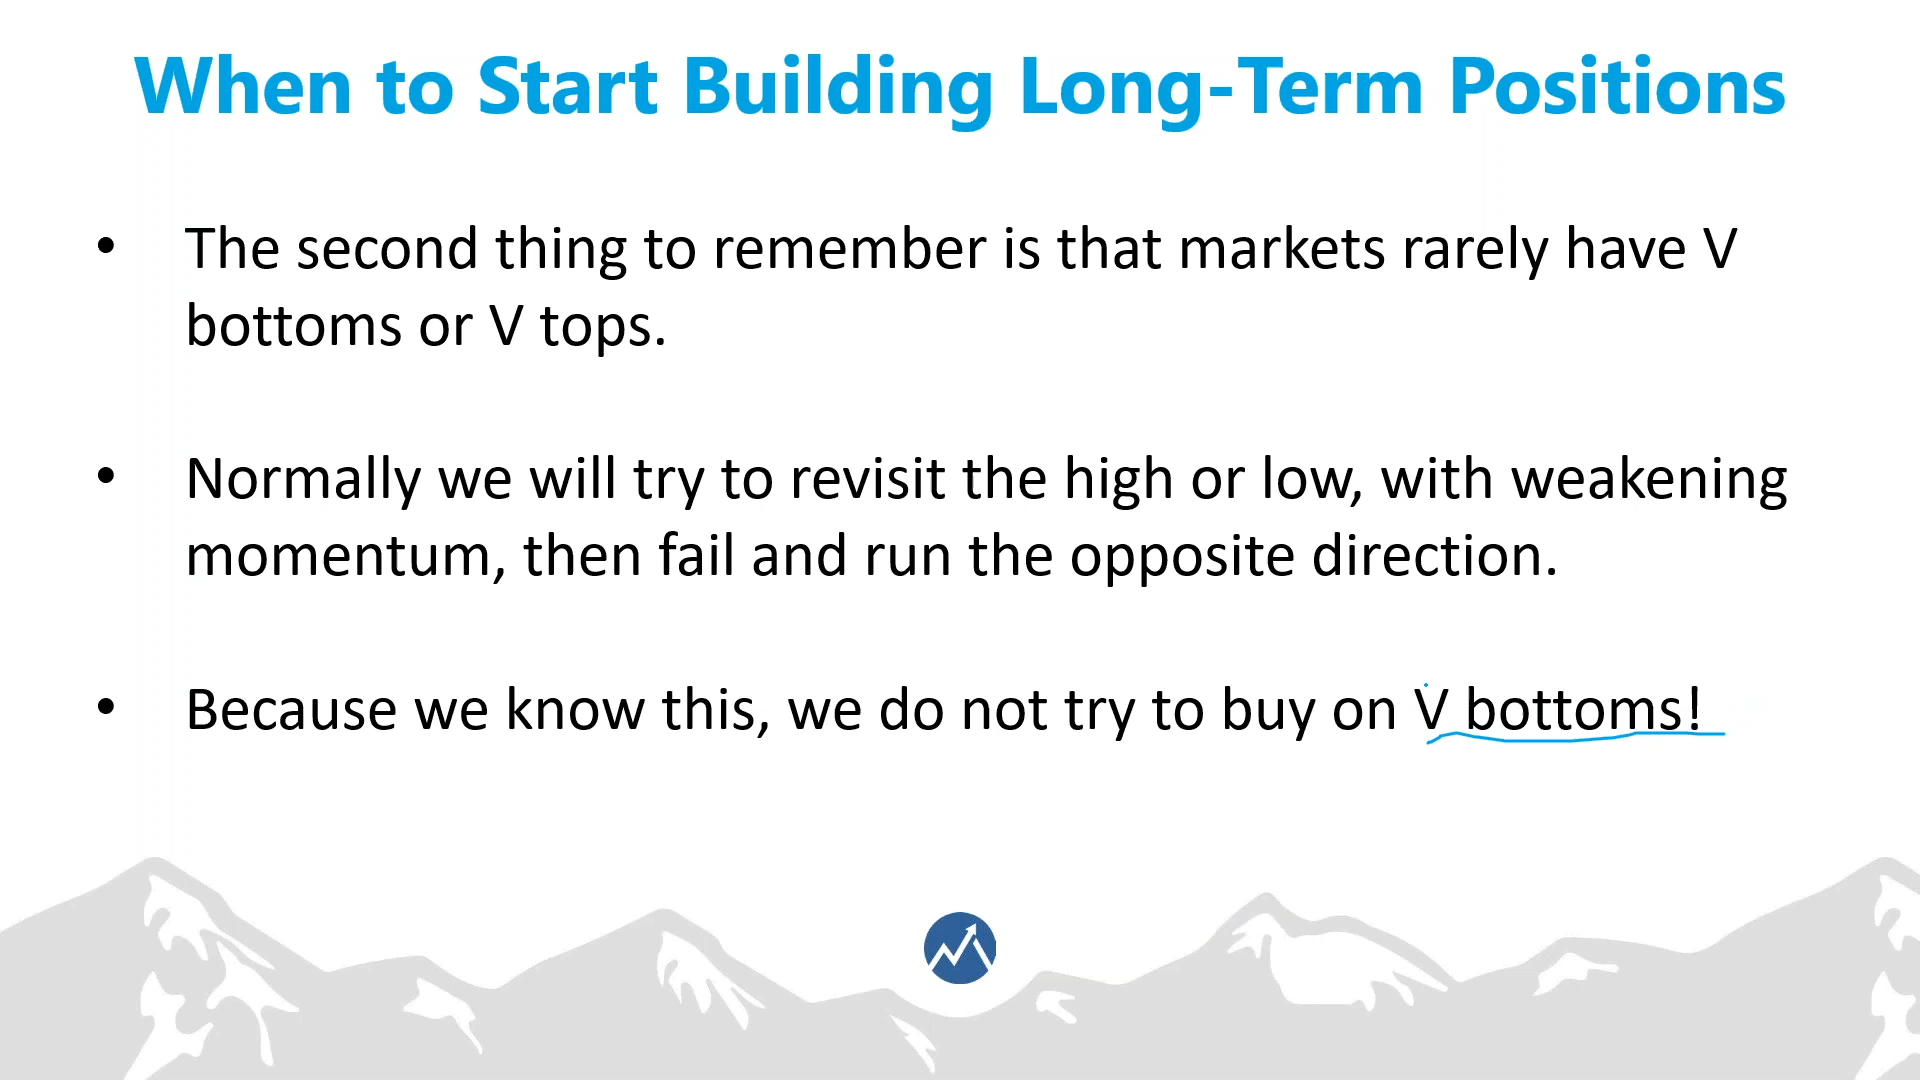 When to Start Building Long-Term Positions
• The second thing to remember is that markets rarely have V
bottoms or V tops.
• Normally we will try to revisit the high or low, with weakening
momentum, then fail and run the opposite direction.
• Because we know this, we do not try to buy on V bottoms!